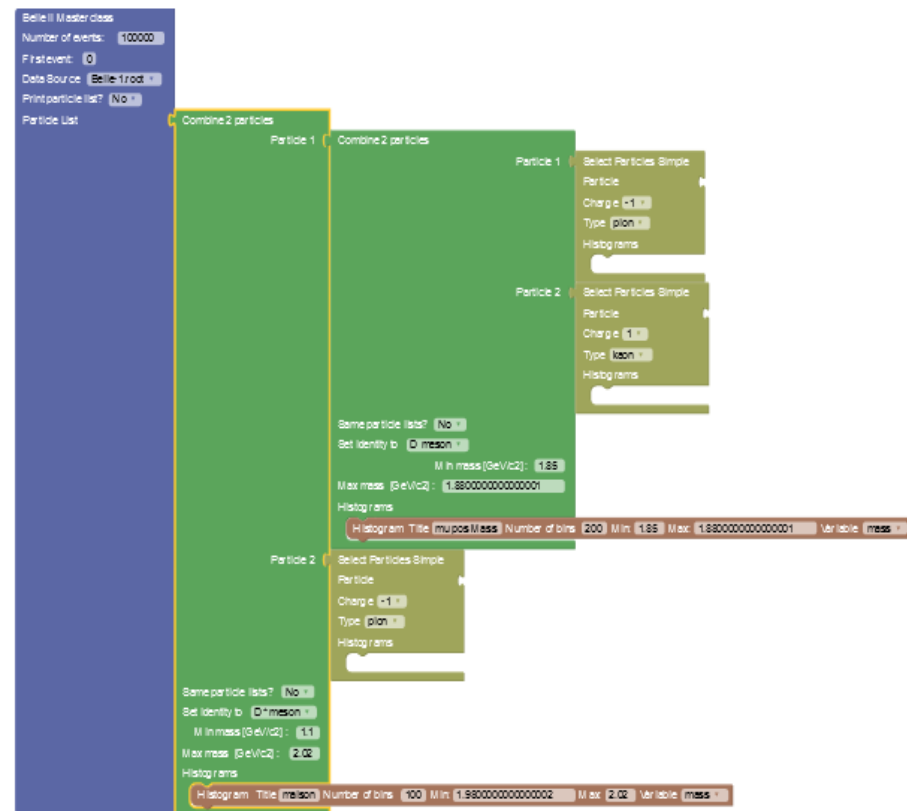 Belle II Masterclass
Number of events: 100000
First event: 0
Data Source Belle-1.root
Print particle list? No
Particle List
Combine 2 particles
Particle 1
Combine 2 particles
Particle 1
Select Particles Simple
Particle
Charge -1
Type pion
Histograms
Particle 2
Select Particles Simple
Particle
Charge 1
Type kaon
Histograms
Same particle lists? No
Set identity to D meson
Min mass [GeV/c2]: 1.85
Max mass [GeV/c2]: 1.8800000000000001
Histograms
Histogram Title muposMass Number of bins 200 Min: 1.85 Max: 1.8800000000000001 Variable mass
Particle 2
Select Particles Simple
Particle
Charge -1
Type pion
Histograms
Same particle lists? No
Set identity to D*meson
Min mass [GeV/c2]: 1.1
Max mass [GeV/c2]: 2.02
Histograms
Histogram Title maison Number of bins 100 Min: 1.9800000000000002 Max: 2.02 Variable mass